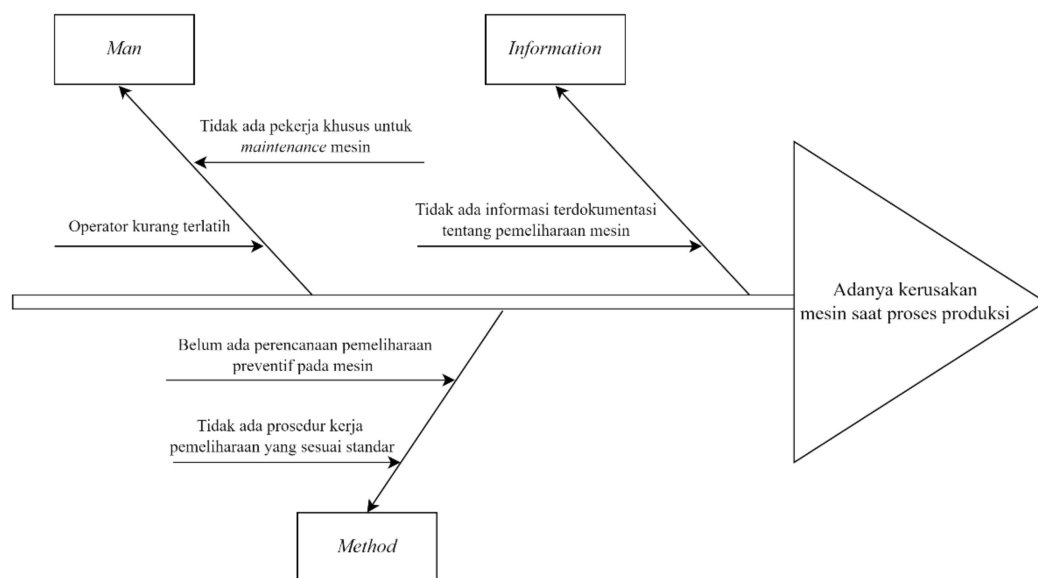 Man
Information
Tidak ada pekerja khusus untuk
maintenance mesin
Operator kurang terlatih
Tidak ada informasi terdokumentasi
tentang pemeliharaan mesin
Adanya kerusakan
mesin saat proses produksi
Belum ada perencanaan pemeliharaan
preventif pada mesin
Tidak ada prosedur kerja
pemeliharaan yang sesuai standar
Method